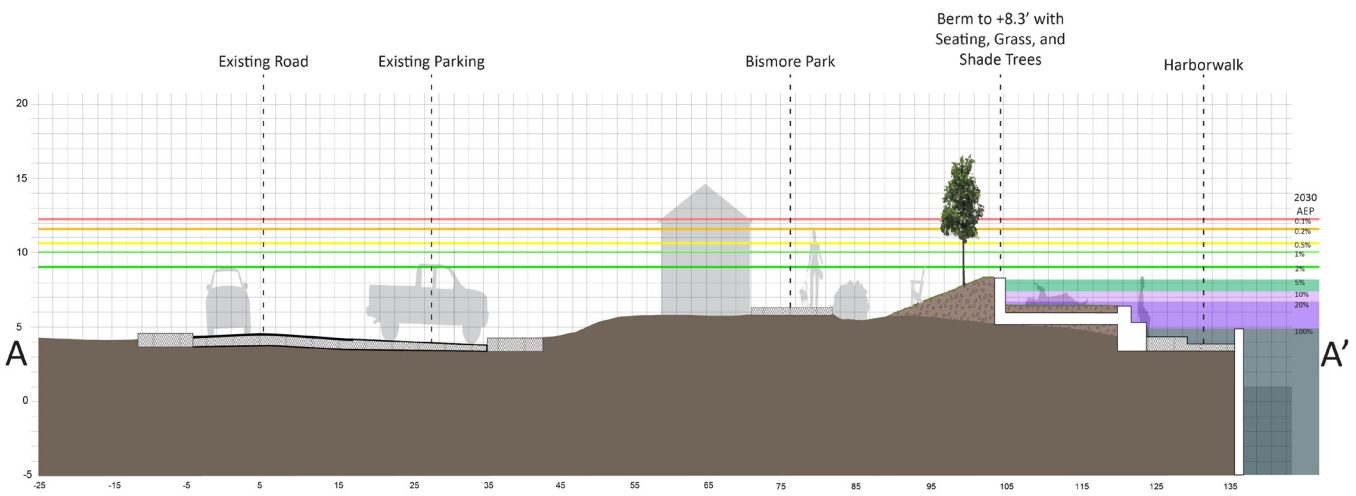 Berm to +8.3’ with
Seating, Grass, and
Shade Trees
Existing Road
Existing Parking
Bismore Park
Harborwalk
20
15
10
5
0
-5
2030
AEP
0.1%
0.2%
0.5%
1%
2%
5%
10%
20%
100%
A
A’
-25 -15 -5 5 15 25 35 45 55 65 75 85 95 105 115 125 135